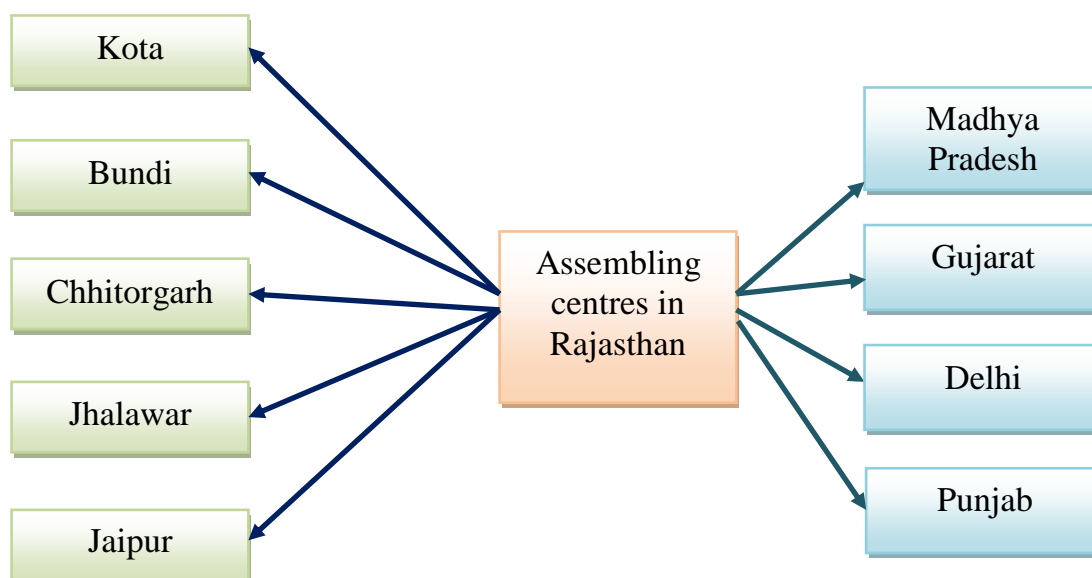 Kota
Bundi
Chhitorgarh
Jhalawar
Jaipur
Assembling
centres in
Rajasthan
Madhya
Pradesh
Gujarat
Delhi
Punjab